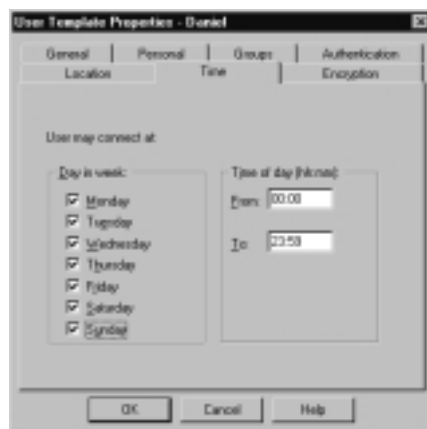 User Template Properties - Daniel
General Personal Groups Authentication
Location Time Encryption
User may connect at:
Day in week: Time of day (hh:mm):
Monday From: 00:00
Tuesday
Wednesday To: 23:59
Thursday
Friday
Saturday
Sunday
OK Cancel Help